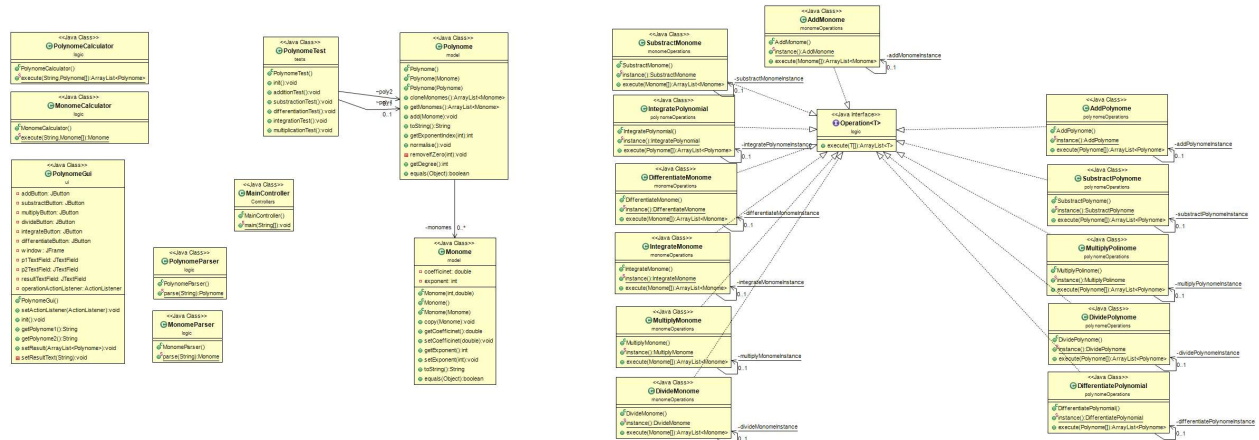 <<Java Class>>
PolynomeCalculator
logic
PolynomeCalculator()
execute(String,Polynome[]):ArrayList<Polynome>
<<Java Class>>
MonomeCalculator
logic
MonomeCalculator()
execute(String,Monome[]):Monome
<<Java Class>>
PolynomeGui
ui
addButton: JButton
substractButton: JButton
multiplyButton: JButton
divideButton: JButton
integrateButton: JButton
differentiateButton: JButton
window: JFrame
p1TextField: JTextField
p2TextField: JTextField
resultTextField: JTextField
operationActionListener: ActionListener
PolynomeGui()
setActionListener(ActionListener):void
init():void
getPolynome1():String
getPolynome2():String
setResult(ArrayList<Polynome>):void
setResultText(String):void
<<Java Class>>
PolynomeParser
logic
PolynomeParser()
parse(String):Polynome
<<Java Class>>
MonomeParser
logic
MonomeParser()
parse(String):Monome
<<Java Class>>
MainController
Controllers
MainController()
main(String[]):void
<<Java Class>>
PolynomeTest
tests
PolynomeTest()
init():void
additionTest():void
substractionTest():void
differentiationTest():void
integrationTest():void
multiplicationTest():void
~poly2
0..1
<<Java Class>>
Polynome
model
Polynome()
Polynome(Monome)
Polynome(Polynome)
cloneMonomes():ArrayList<Monome>
getMonomes():ArrayList<Monome>
add(Monome):void
toString():String
getExponentIndex(int):int
normalise():void
removeIfZero(int):void
getDegree():int
equals(Object):boolean
-monomes
0..*
<<Java Class>>
Monome
model
coefficinet: double
exponent: int
Monome(int,double)
Monome()
Monome(Monome)
copy(Monome):void
getCoefficinet():double
setCoefficinet(double):void
getExponent():int
setExponent(int):void
toString():String
equals(Object):boolean
<<Java Class>>
SubstractMonome
monomeOperations
SubstractMonome()
instance():SubstractMonome
execute(Monome[]):ArrayList<Monome>
-substractMonomeInstance
0..1
<<Java Class>>
AddMonome
monomeOperations
AddMonome()
instance():AddMonome
execute(Monome[]):ArrayList<Monome>
-addMonomeInstance
0..1
<<Java Class>>
IntegratePolynomial
polynomeOperations
IntegratePolynomial()
instance():IntegratePolynomial
execute(Polynome[]):ArrayList<Polynome>
-integratePolynomeInstance
0..1
<<Java Interface>>
Operation<T>
logic
execute(T[]):ArrayList<T>
<<Java Class>>
DifferentiateMonome
monomeOperations
DifferentiateMonome()
instance():DifferentiateMonome
execute(Monome[]):ArrayList<Monome>
-differentiateMonomeInstance
0..1
<<Java Class>>
IntegrateMonome
monomeOperations
IntegrateMonome()
instance():IntegrateMonome
execute(Monome[]):ArrayList<Monome>
-integrateMonomeInstance
0..1
<<Java Class>>
MultiplyMonome
monomeOperations
MultiplyMonome()
instance():MultiplyMonome
execute(Monome[]):ArrayList<Monome>
-multiplyMonomeInstance
0..1
<<Java Class>>
DivideMonome
monomeOperations
DivideMonome()
instance():DivideMonome
execute(Monome[]):ArrayList<Monome>
-divideMonomeInstance
0..1
<<Java Class>>
AddPolynome
polynomeOperations
AddPolynome()
instance():AddPolynome
execute(Polynome[]):ArrayList<Polynome>
-addPolynomeInstance
0..1
<<Java Class>>
SubstractPolynome
polynomeOperations
SubstractPolynome()
instance():SubstractPolynome
execute(Polynome[]):ArrayList<Polynome>
-substractPolynomeInstance
0..1
<<Java Class>>
MultiplyPolinome
polynomeOperations
MultiplyPolinome()
instance():MultiplyPolinome
execute(Polynome[]):ArrayList<Polynome>
-multiplyPolynomeInstance
0..1
<<Java Class>>
DividePolynome
polynomeOperations
DividePolynome()
instance():DividePolynome
execute(Polynome[]):ArrayList<Polynome>
-dividePolynomeInstance
0..1
<<Java Class>>
DifferentiatePolynomial
polynomeOperations
DifferentiatePolynomial()
instance():DifferentiatePolynomial
execute(Polynome[]):ArrayList<Polynome>
-differentiatePolynomeInstance
0..1